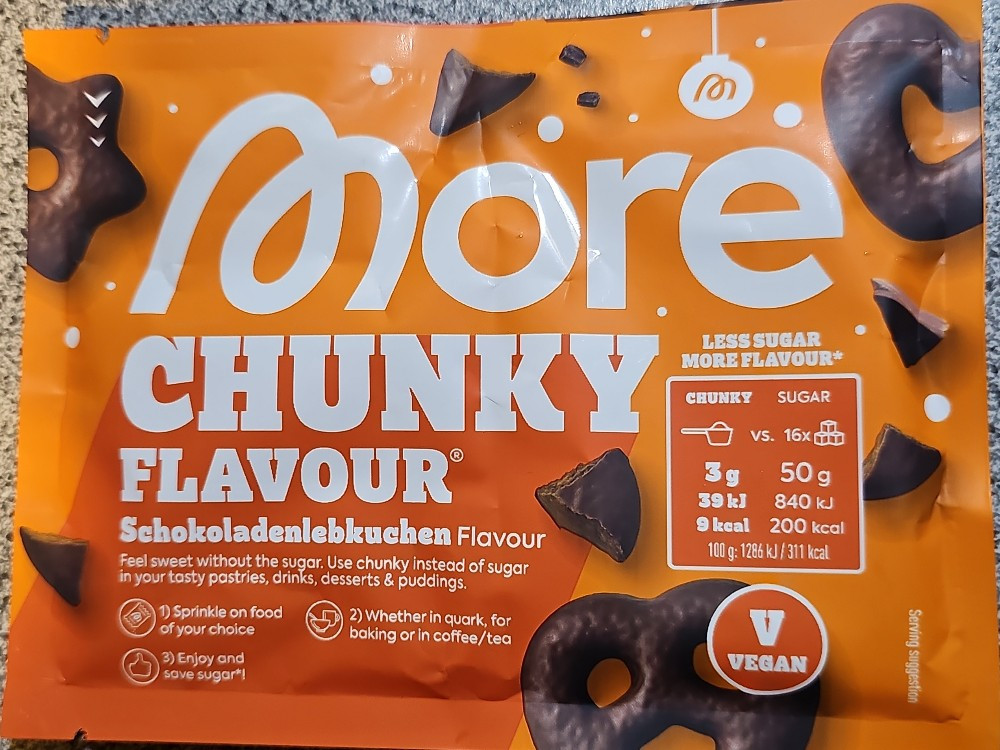 m
More
CHUNKY
FLAVOUR®
Schokoladenlebkuchen Flavour
Feel sweet without the sugar. Use chunky instead of sugar
in your tasty pastries, drinks, desserts & puddings.
1) Sprinkle on food
of your choice
2) Whether in quark, for
baking or in coffee/tea
3) Enjoy and
save sugar*!
LESS SUGAR
MORE FLAVOUR*
CHUNKY SUGAR
vs. 16x
3 g 50 g
39 kJ 840 kJ
9 kcal 200 kcal
100 g: 1286 kJ / 311 kcal
V
VEGAN
Serving suggestion